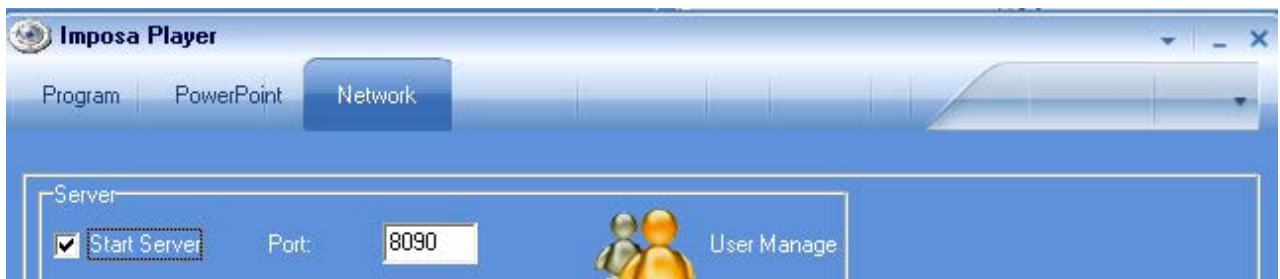 Imposa Player
Program PowerPoint Network
Server
Start Server Port: 8090 User Manage